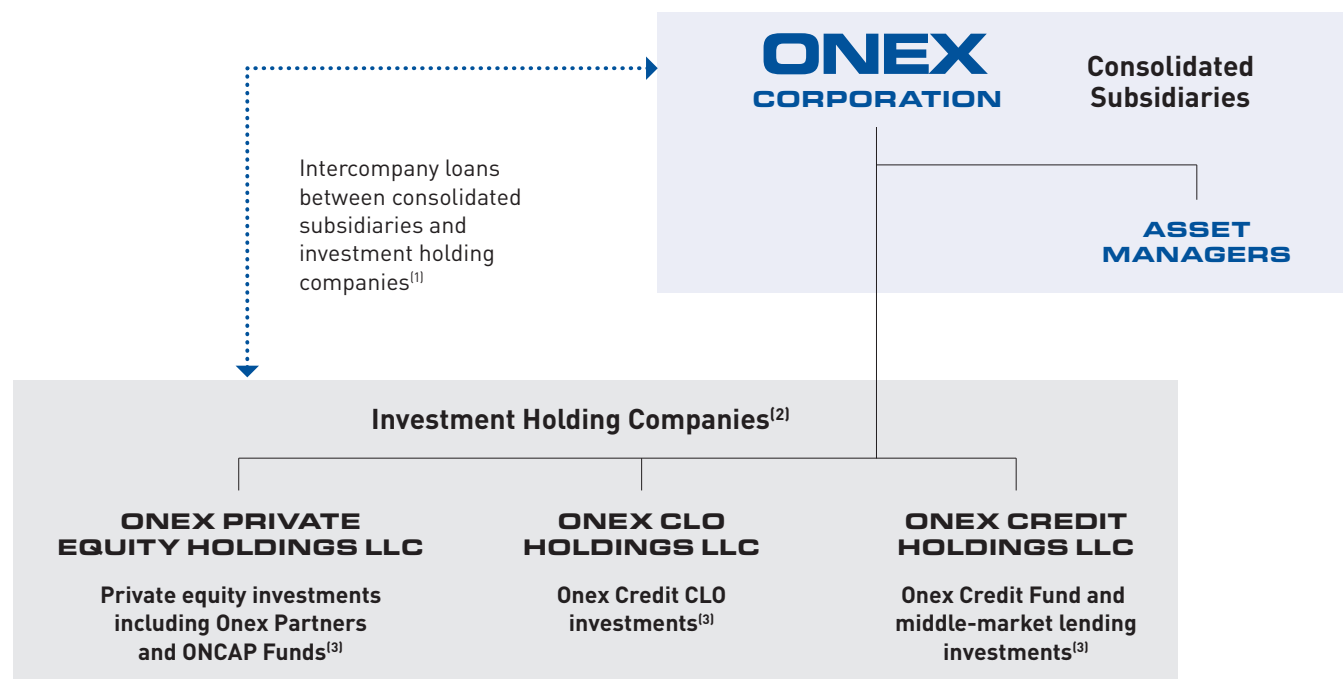 ONEX
CORPORATION
Consolidated
Subsidiaries
Intercompany loans
between consolidated
subsidiaries and
investment holding
companies(1)
ASSET
MANAGERS
Investment Holding Companies(2)
ONEX PRIVATE
EQUITY HOLDINGS LLC
Private equity investments
including Onex Partners
and ONCAP Funds(3)
ONEX CLO
HOLDINGS LLC
Onex Credit CLO
investments(3)
ONEX CREDIT
HOLDINGS LLC
Onex Credit Fund and
middle-market lending
investments(3)